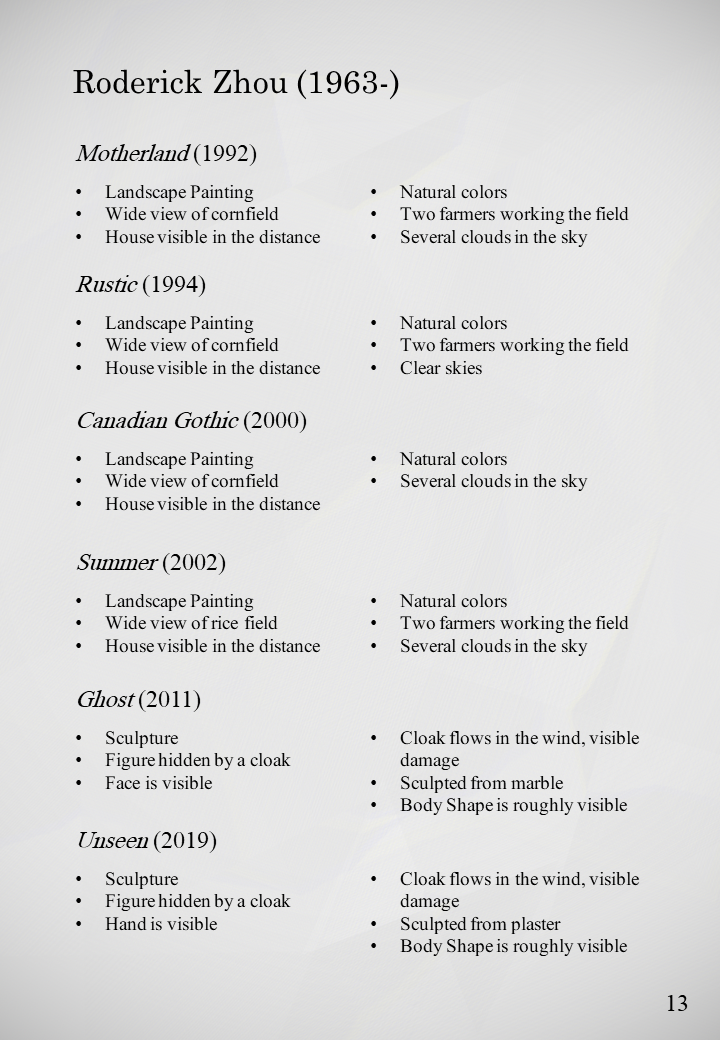 Roderick Zhou (1963-)
Motherland (1992)
• Landscape Painting
• Wide view of cornfield
• House visible in the distance
• Natural colors
• Two farmers working the field
• Several clouds in the sky
Rustic (1994)
• Landscape Painting
• Wide view of cornfield
• House visible in the distance
• Natural colors
• Two farmers working the field
• Clear skies
Canadian Gothic (2000)
• Landscape Painting
• Wide view of cornfield
• House visible in the distance
• Natural colors
• Several clouds in the sky
Summer (2002)
• Landscape Painting
• Wide view of rice field
• House visible in the distance
• Natural colors
• Two farmers working the field
• Several clouds in the sky
Ghost (2011)
• Sculpture
• Figure hidden by a cloak
• Face is visible
• Cloak flows in the wind, visible
damage
• Sculpted from marble
• Body Shape is roughly visible
Unseen (2019)
• Sculpture
• Figure hidden by a cloak
• Hand is visible
• Cloak flows in the wind, visible
damage
• Sculpted from plaster
• Body Shape is roughly visible
13